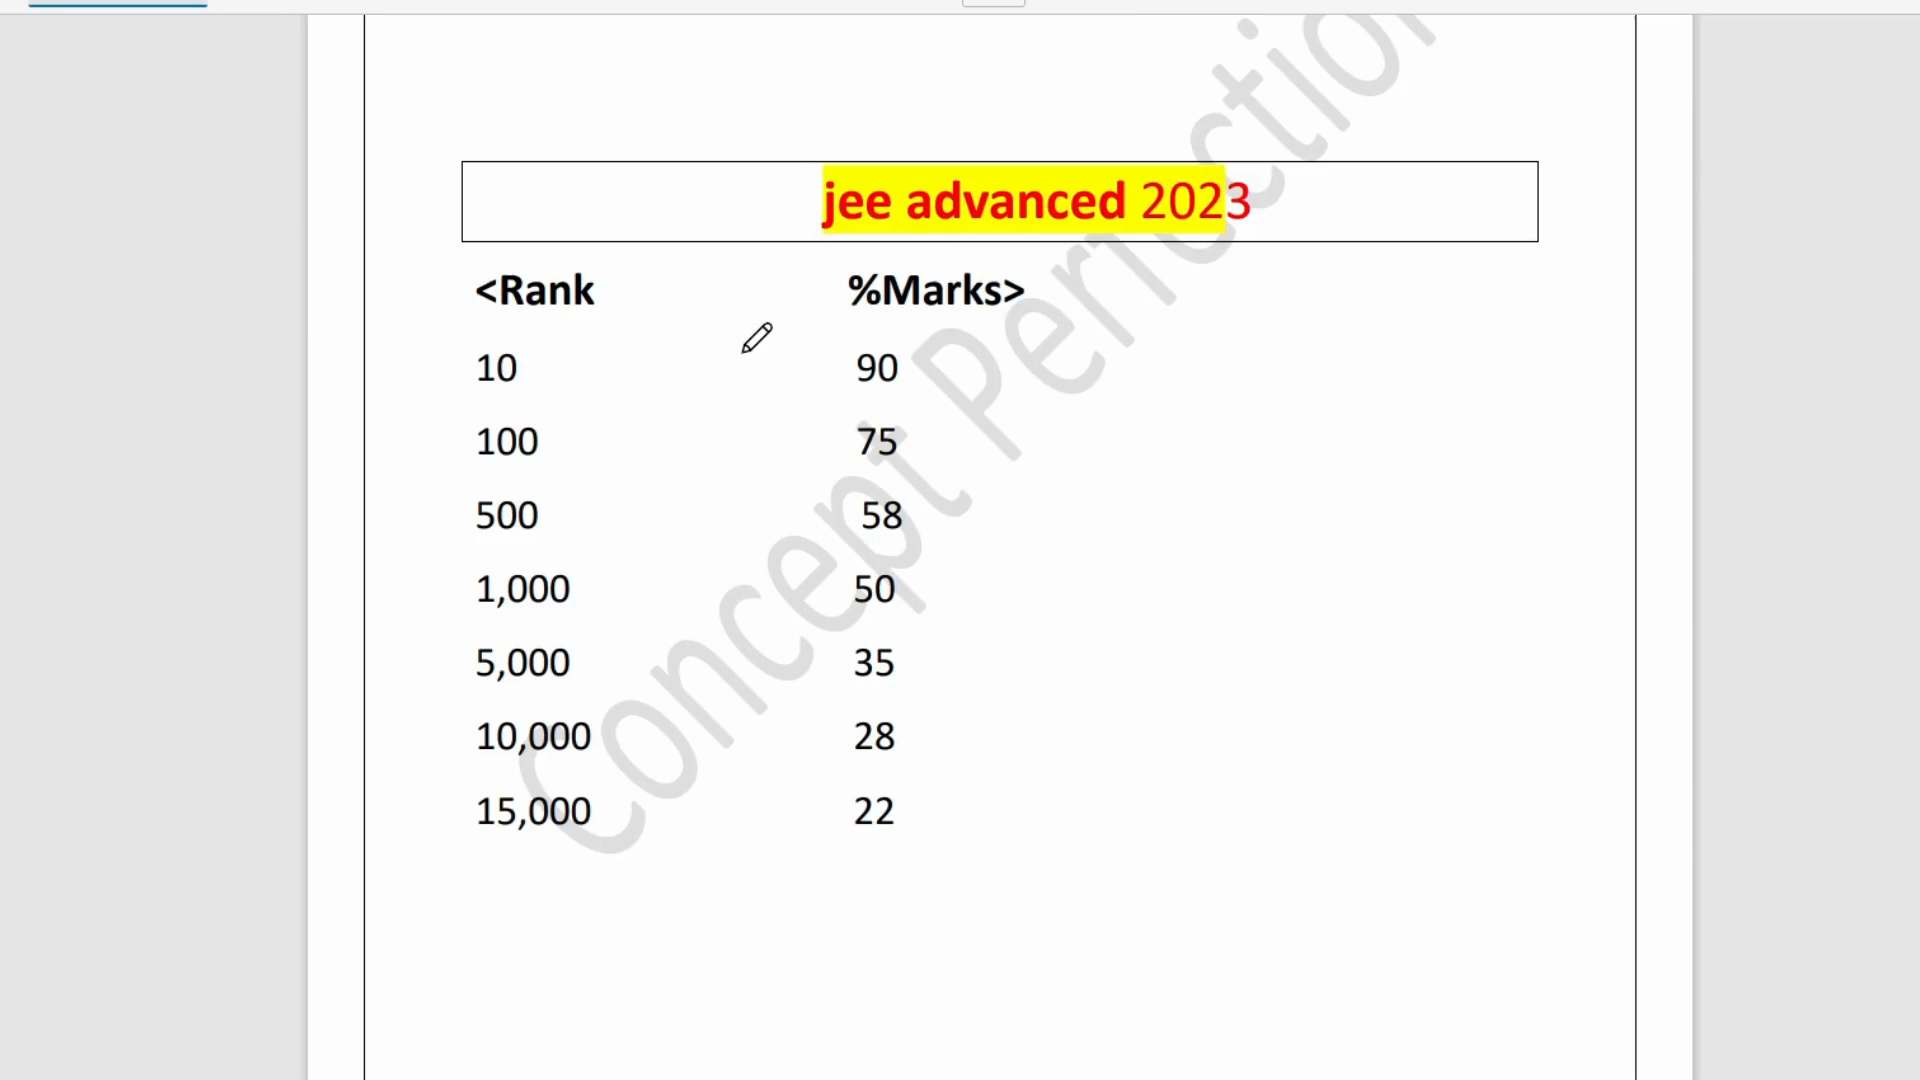 jee advanced 2023
<Rank %Marks>
10 90
100 75
500 58
1,000 50
5,000 35
10,000 28
15,000 22
Concept Perfection